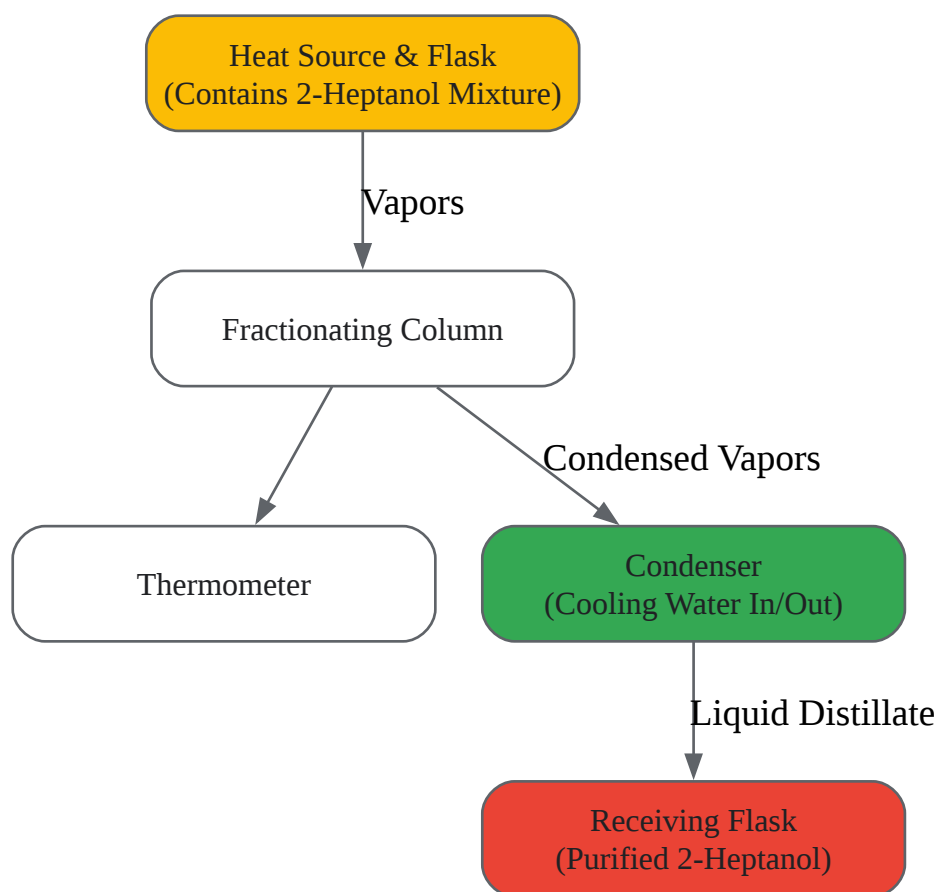 Heat Source & Flask
(Contains 2-Heptanol Mixture)
Vapors
Fractionating Column
Condensed Vapors
Thermometer
Condenser
(Cooling Water In/Out)
Liquid Distillate
Receiving Flask
(Purified 2-Heptanol)